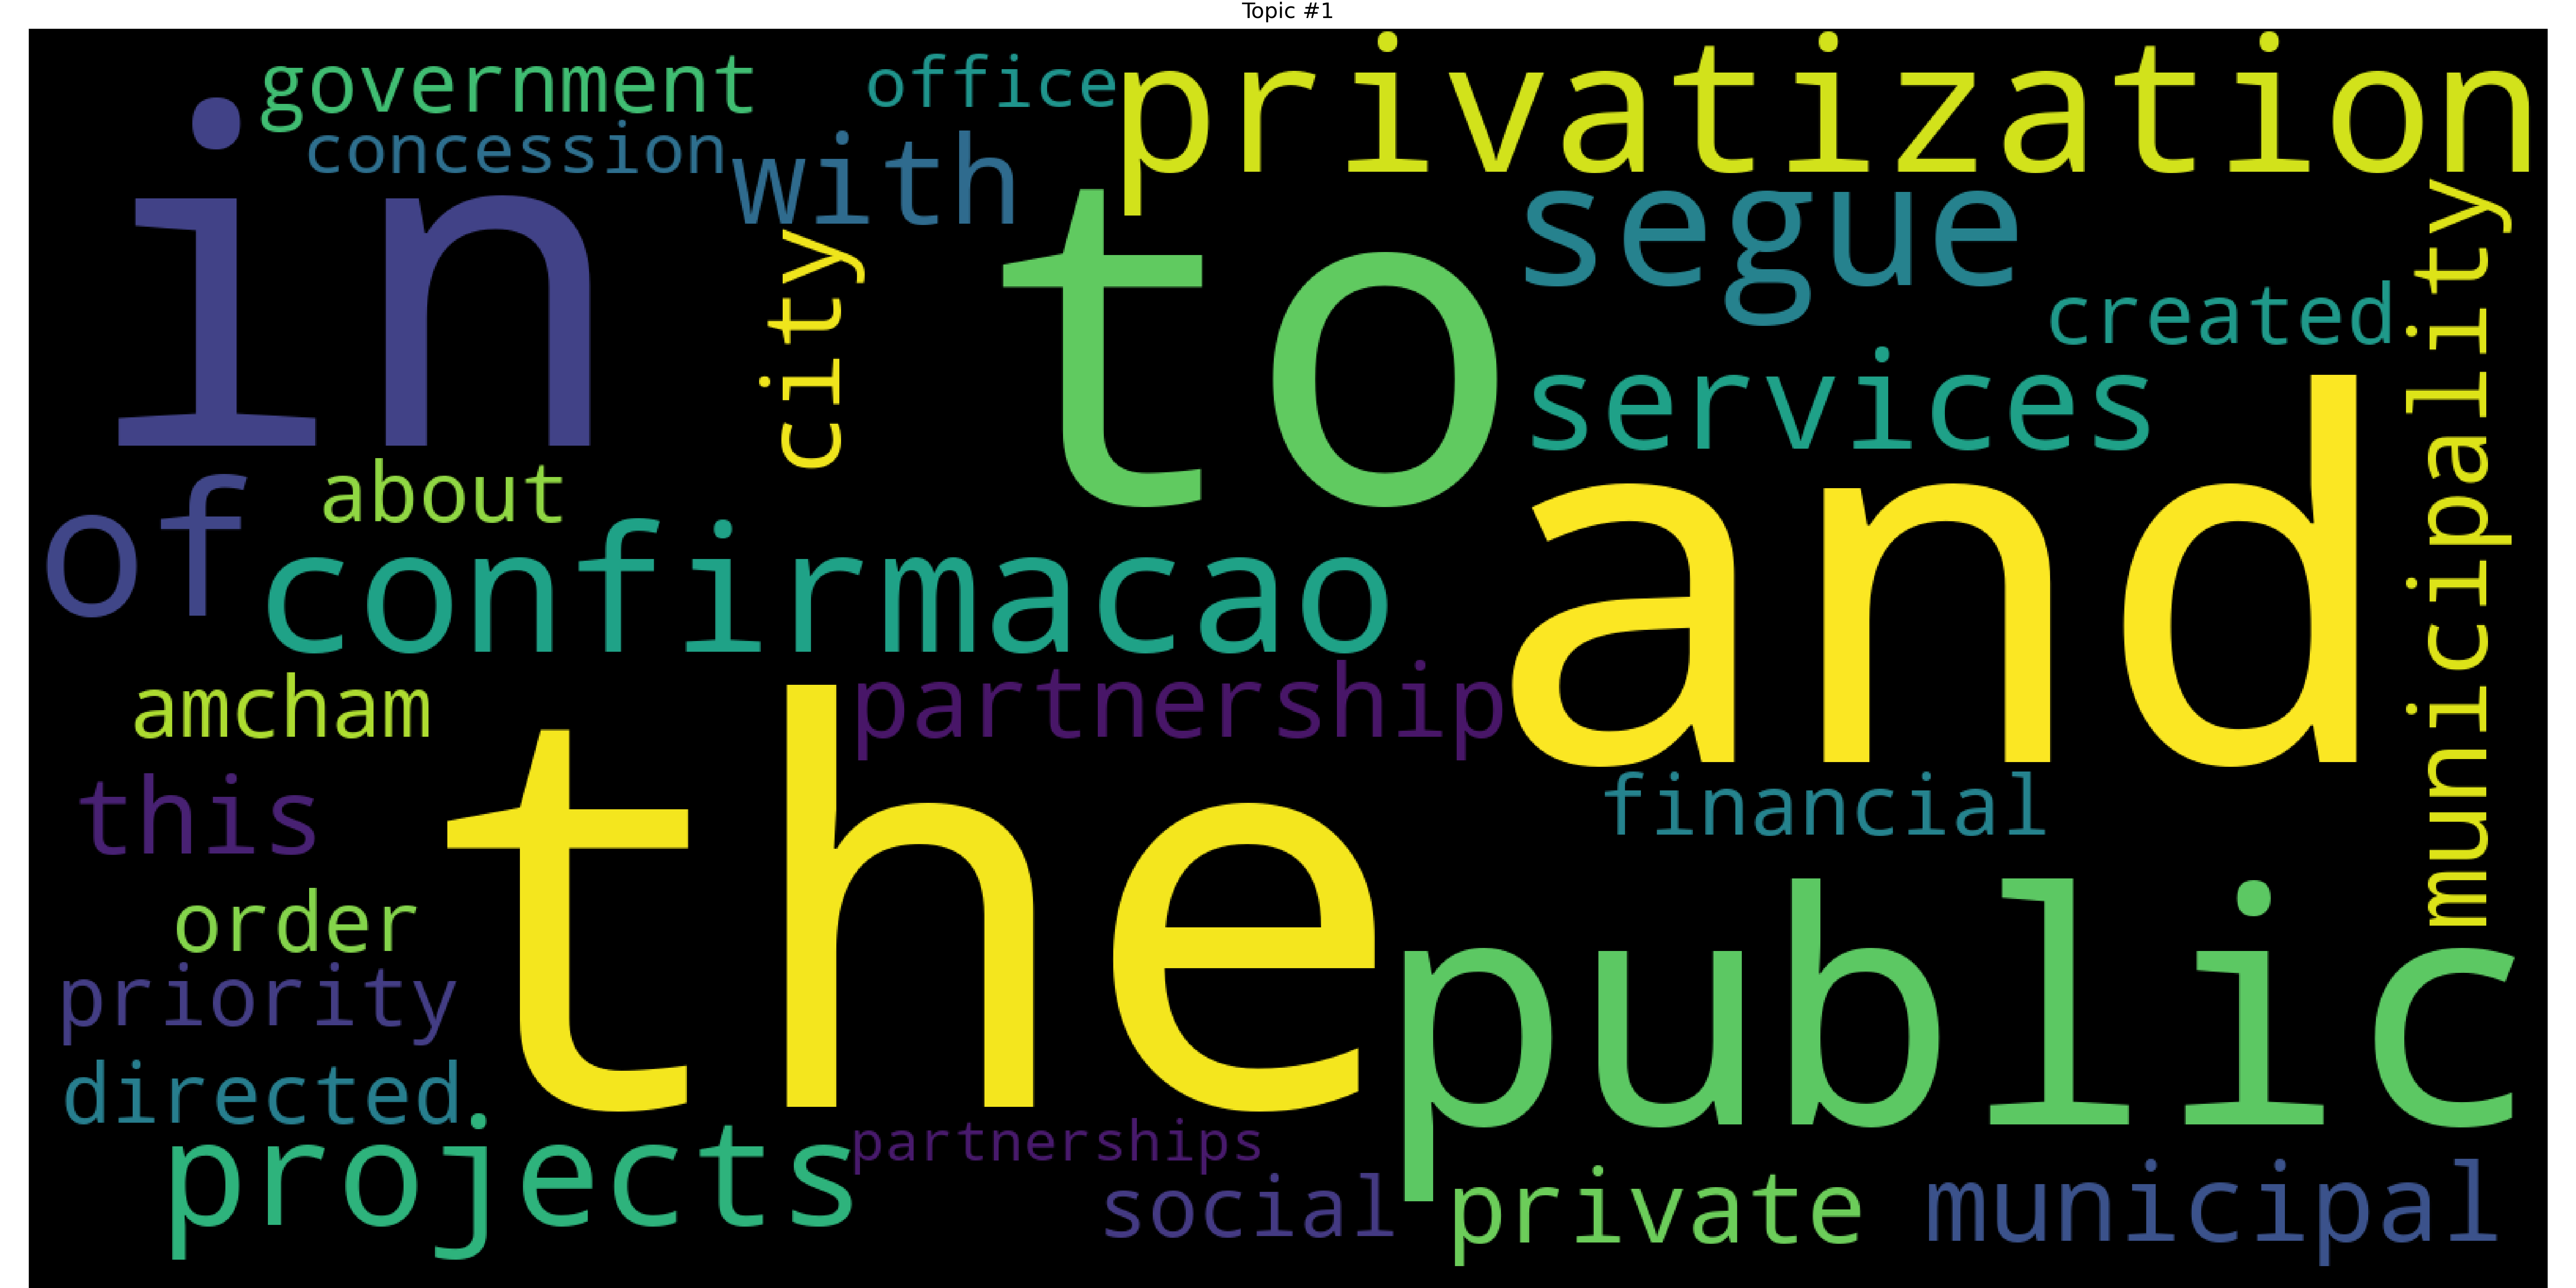 Topic #1
government
office
privatization
concession
with
in
to
segue
city
created
municipality
services
about
of
and
confirmacao
amcham
partnership
this
the
financial
order
public
priority
directed
projects
partnerships
social
private
municipal